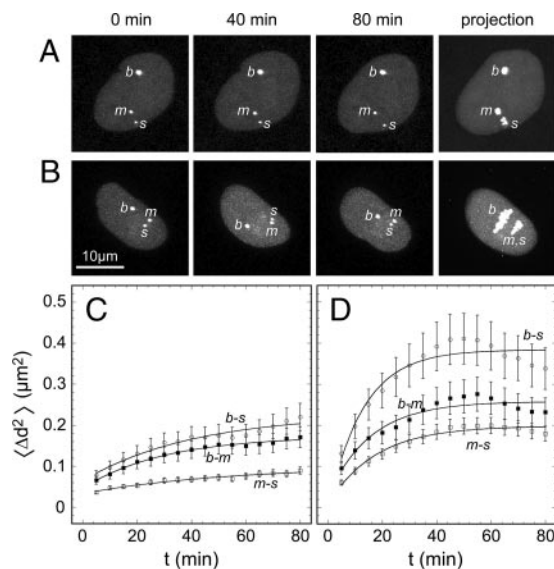 0 min 40 min 80 min projection
A b m s b m s b m s b m s
B b m s b s m b m s b m,s
10μm
C D
⟨Δd²⟩ (μm²)
0.5
0.4
0.3
0.2
0.1
0
b-s
b-m
m-s
b-s
b-m
m-s
0 20 40 60 80 0 20 40 60 80
t (min) t (min)